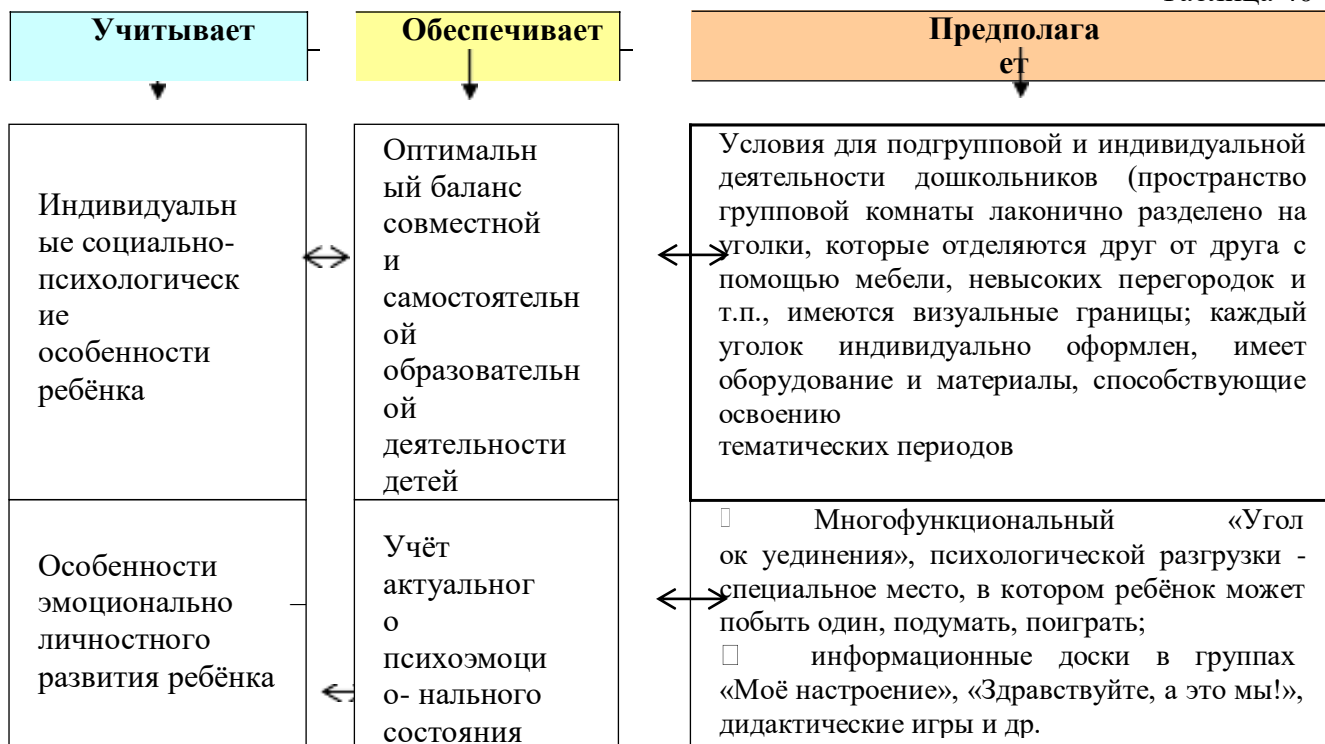 Учитывает
Обеспечивает
Предполага
ет
Индивидуальн
ые социально-
психологическ
ие
особенности
ребёнка
Оптимальн
ый баланс
совместной
и
самостоятельн
ой
образовательн
ой
деятельности
детей
Условия для подгрупповой и индивидуальной
деятельности дошкольников (пространство
групповой комнаты лаконично разделено на
уголки, которые отделяются друг от друга с
помощью мебели, невысоких перегородок и
т.п., имеются визуальные границы; каждый
уголок индивидуально оформлен, имеет
оборудование и материалы, способствующие
освоению
тематических периодов
Особенности
эмоционально
личностного
развития ребёнка
Учёт
актуальног
о
психоэмоци
о- нального
состояния
Многофункциональный «Угол
ок уединения», психологической разгрузки -
специальное место, в котором ребёнок может
побыть один, подумать, поиграть;
информационные доски в группах
«Моё настроение», «Здравствуйте, а это мы!»,
дидактические игры и др.